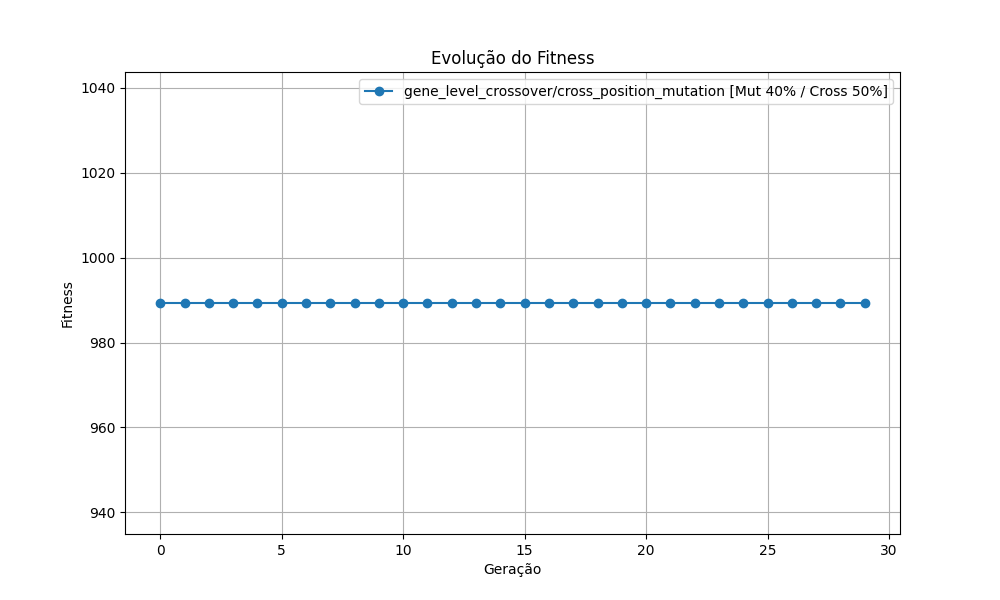 Evolução do Fitness
gene_level_crossover/cross_position_mutation [Mut 40% / Cross 50%]
1040
1020
1000
980
960
940
Fitness
0 5 10 15 20 25 30
Geração